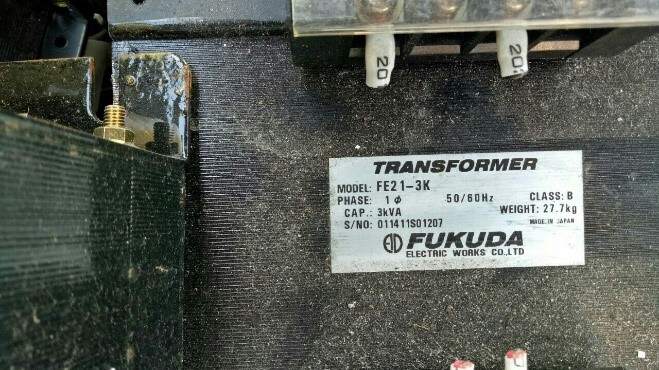 20
20
TRANSFORMER
MODEL: FE21-3K
PHASE: 1 ϕ 50/60Hz CLASS: B
CAP.: 3kVA WEIGHT: 27.7kg
S/NO: 011411S01207 MADE IN JAPAN
FUKUDA
ELECTRIC WORKS CO.,LTD